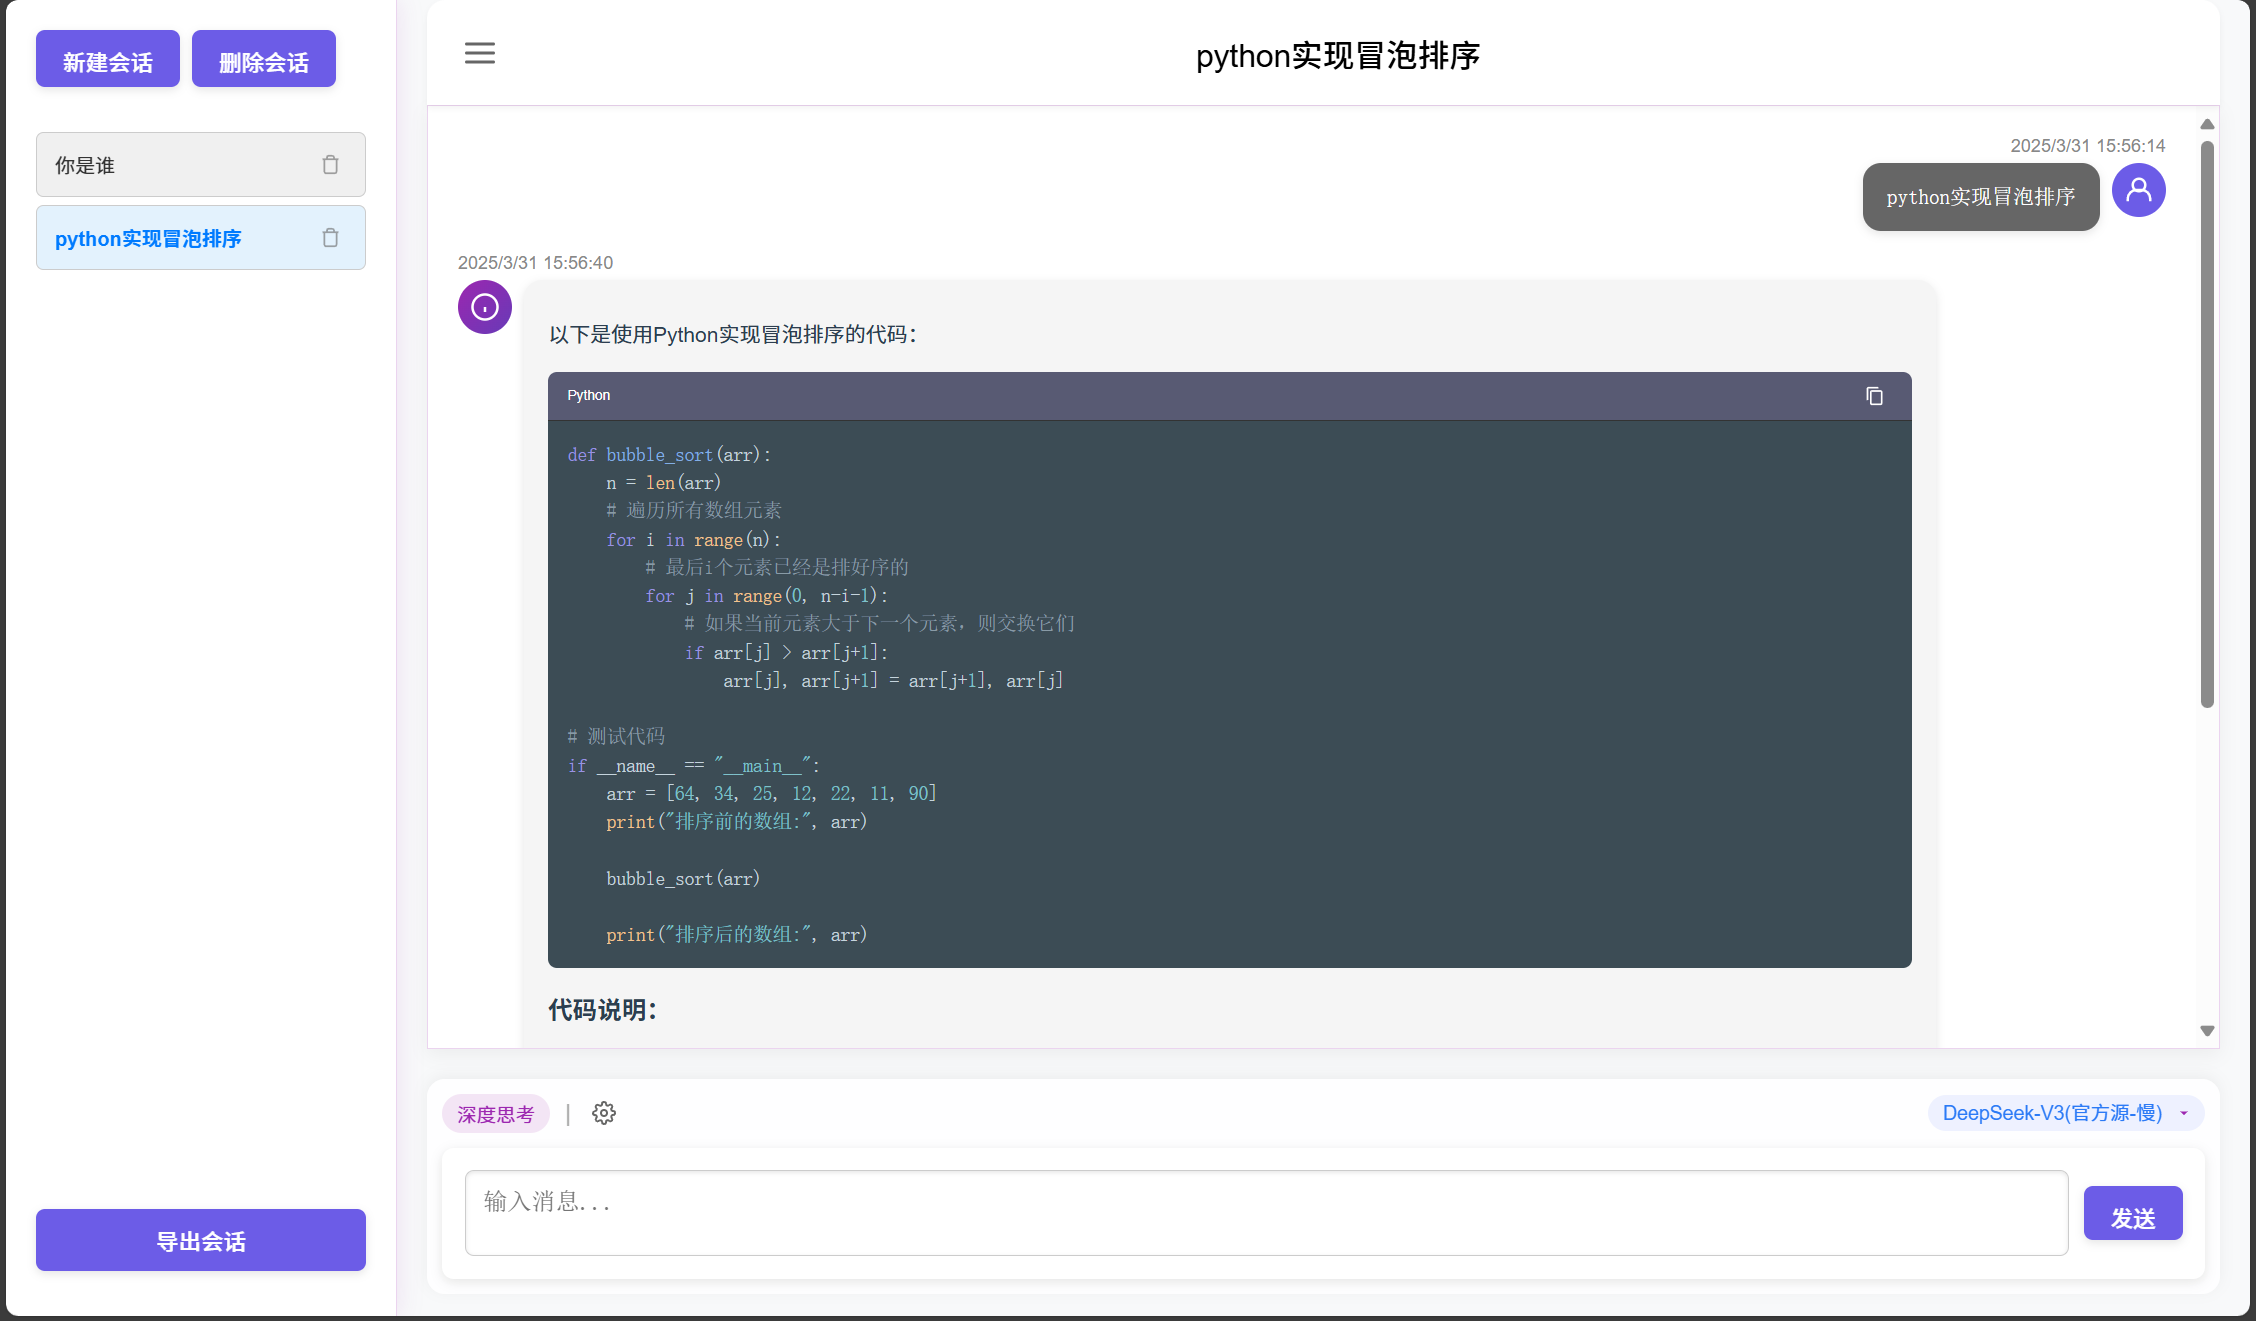 新建会话
删除会话
你是谁
python实现冒泡排序
导出会话
python实现冒泡排序
2025/3/31 15:56:14
python实现冒泡排序
2025/3/31 15:56:40
以下是使用Python实现冒泡排序的代码：
Python
def bubble_sort(arr):
    n = len(arr)
    # 遍历所有数组元素
    for i in range(n):
        # 最后i个元素已经是排好序的
        for j in range(0, n-i-1):
            # 如果当前元素大于下一个元素，则交换它们
            if arr[j] > arr[j+1]:
                arr[j], arr[j+1] = arr[j+1], arr[j]
# 测试代码
if __name__ == "__main__":
    arr = [64, 34, 25, 12, 22, 11, 90]
    print("排序前的数组:", arr)
    bubble_sort(arr)
    print("排序后的数组:", arr)
代码说明：
深度思考 |
DeepSeek-V3(官方源-慢)
输入消息...
发送